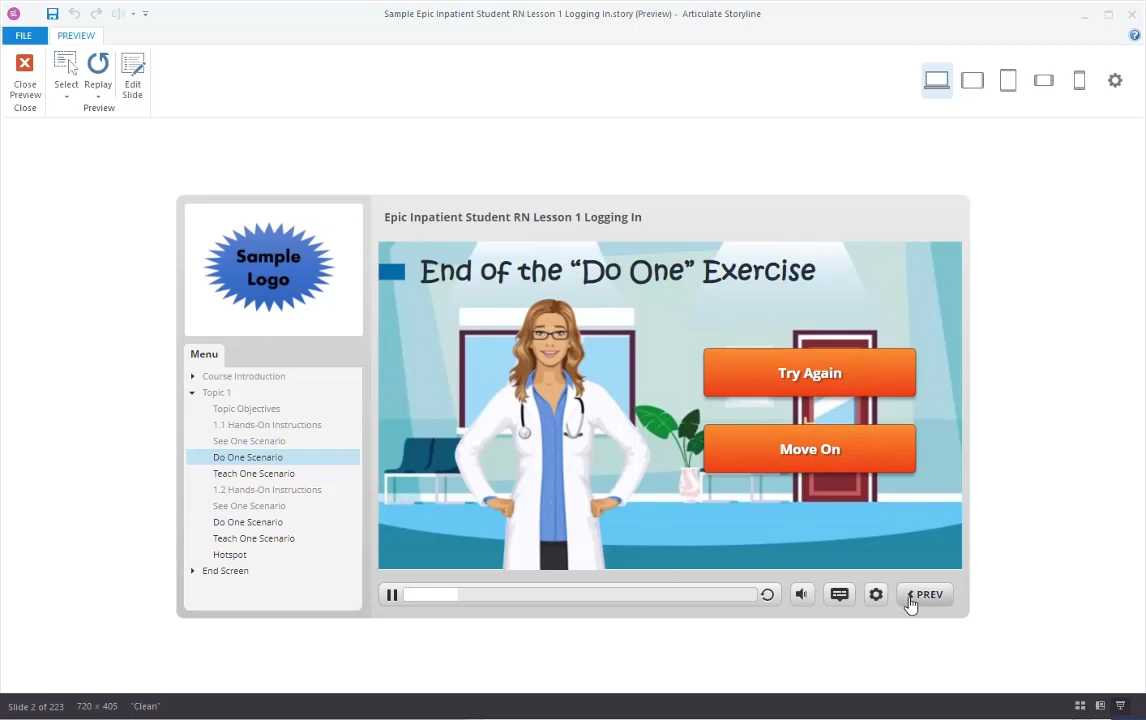 Sample Epic Inpatient Student RN Lesson 1 Logging In.story (Preview) - Articulate Storyline
FILE
PREVIEW
Close Preview
Select
Replay
Edit Slide
Close
Preview
Sample
Logo
Epic Inpatient Student RN Lesson 1 Logging In
End of the “Do One” Exercise
Try Again
Move On
Menu
Course Introduction
Topic 1
Topic Objectives
1.1 Hands-On Instructions
See One Scenario
Do One Scenario
Teach One Scenario
1.2 Hands-On Instructions
See One Scenario
Do One Scenario
Teach One Scenario
Hotspot
End Screen
PREV
Slide 2 of 223
720 × 405
"Clean"